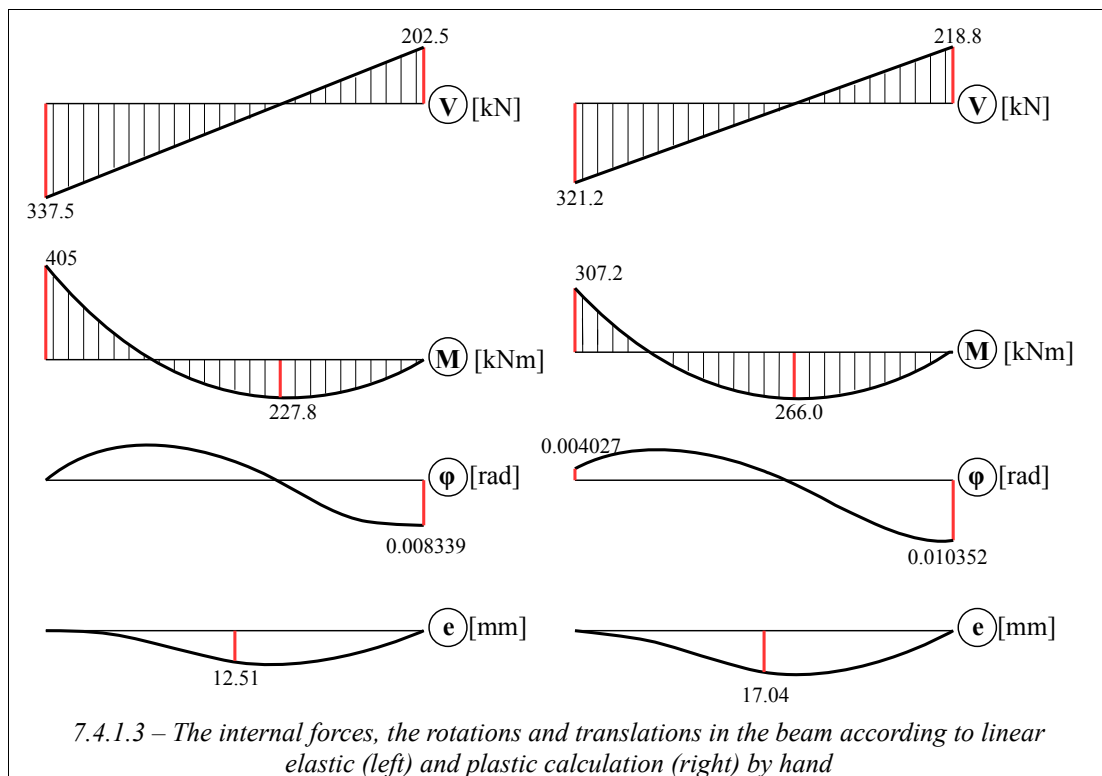 202.5
218.8
V [kN]
V [kN]
337.5
321.2
405
307.2
M [kNm]
M [kNm]
227.8
266.0
0.004027
φ [rad]
φ [rad]
0.008339
0.010352
e [mm]
e [mm]
12.51
17.04
7.4.1.3 – The internal forces, the rotations and translations in the beam according to linear
elastic (left) and plastic calculation (right) by hand